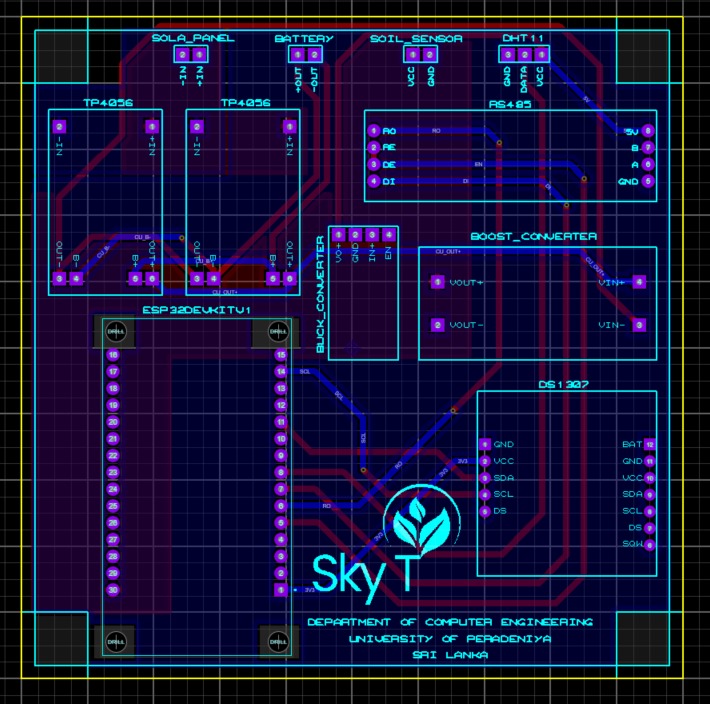 SOLA_PANEL
BATTERY
SOIL_SENSOR
DHT11
2 1
1 2
1 2
3 2 1
-IN +IN
+OUT -OUT
VCC GND
GND DATA VCC
TP4056
TP4056
RS485
2 IN-
1 IN+
2 IN-
1 IN+
1 RO
2 RE
3 DE
4 DI
5V 8
B 7
A 6
GND 5
RO
EN
DI
OUT- B- B+ OUT+
OUT- B- B+ OUT+
3 4 5 6
3 4 5 6
CU_B-
CU_B-
CU_OUT+
CU_OUT+
CU_OUT+
BUCK_CONVERTER
1 2 3 4
VO+ GND IN+ EN
BOOST_CONVERTER
1 VOUT+
VIN+ 4
2 VOUT-
VIN- 3
ESP32DEVKITV1
DRILL
DRILL
16 15
17 14
18 13
19 12
20 11
21 10
22 9
23 8
24 7
25 6
26 5
27 4
28 3
29 2
30 1
SCL
SCL
SCL
RO
RO
3V3
3V3
3V3
3V3
DS1307
1 GND
2 VCC
3 SDA
4 SCL
5 DS
BAT 12
GND 11
VCC 10
SDA 9
SCL 8
DS 7
SQW 6
Sky T
DRILL
DRILL
DEPARTMENT OF COMPUTER ENGINEERING
UNIVERSITY OF PERADENIYA
SRI LANKA